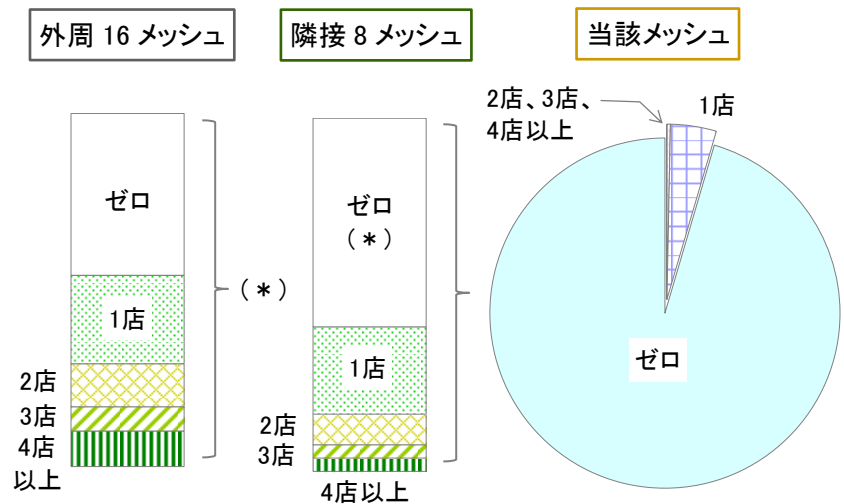 外周 16 メッシュ
隣接 8 メッシュ
当該メッシュ
ゼロ
1店
2店
3店
4店
以上
(*)
ゼロ
(*)
1店
2店
3店
4店以上
2店、3店、
4店以上
1店
ゼロ